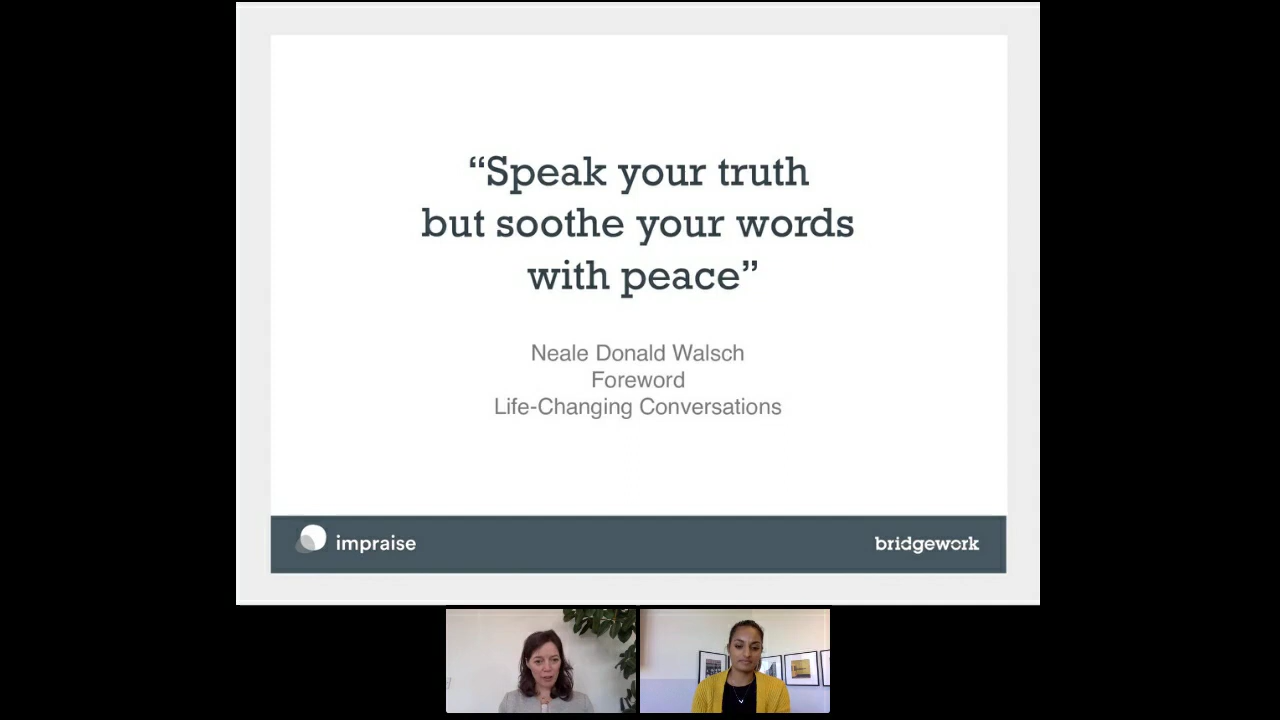 “Speak your truth
but soothe your words
with peace”
Neale Donald Walsch
Foreword
Life-Changing Conversations
impraise
bridgework